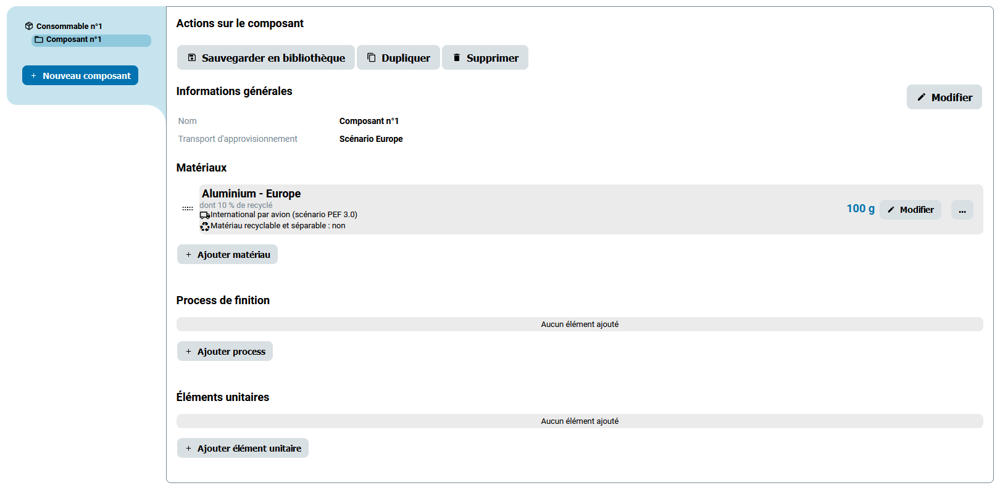 Consommable n°1
Composant n°1
+ Nouveau composant
Actions sur le composant
Sauvegarder en bibliothèque
Dupliquer
Supprimer
Informations générales
Modifier
Nom
Composant n°1
Transport d'approvisionnement
Scénario Europe
Matériaux
Aluminium - Europe
dont 10 % de recyclé
International par avion (scénario PEF 3.0)
Matériau recyclable et séparable : non
100 g
Modifier
...
+ Ajouter matériau
Process de finition
Aucun élément ajouté
+ Ajouter process
Éléments unitaires
Aucun élément ajouté
+ Ajouter élément unitaire